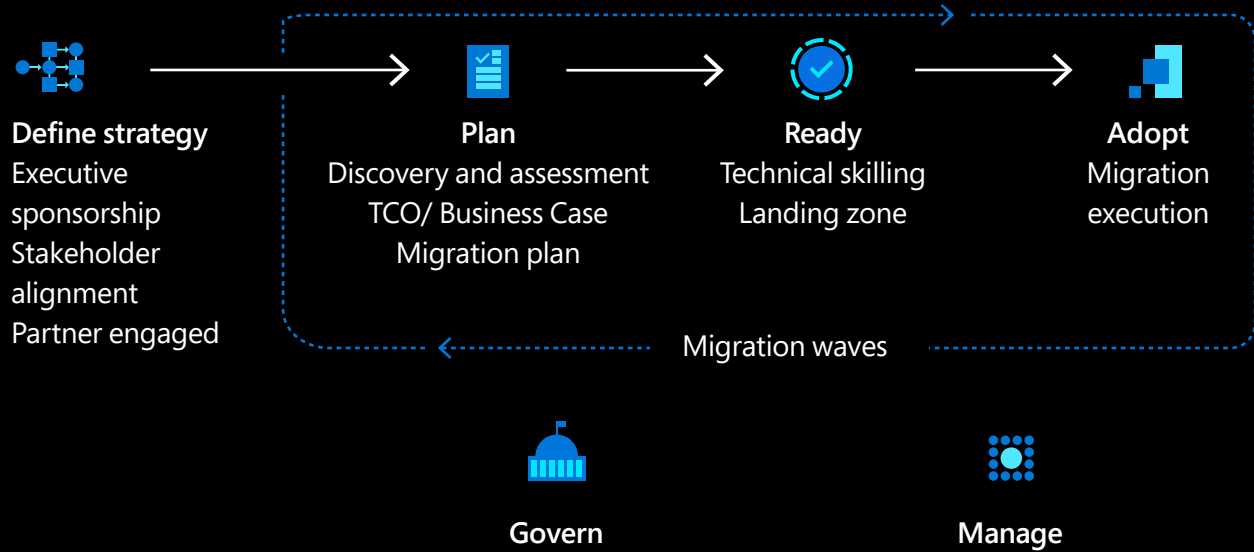 Define strategy
Executive
sponsorship
Stakeholder
alignment
Partner engaged
Plan
Discovery and assessment
TCO/ Business Case
Migration plan
Ready
Technical skilling
Landing zone
Adopt
Migration
execution
Migration waves
Govern
Manage